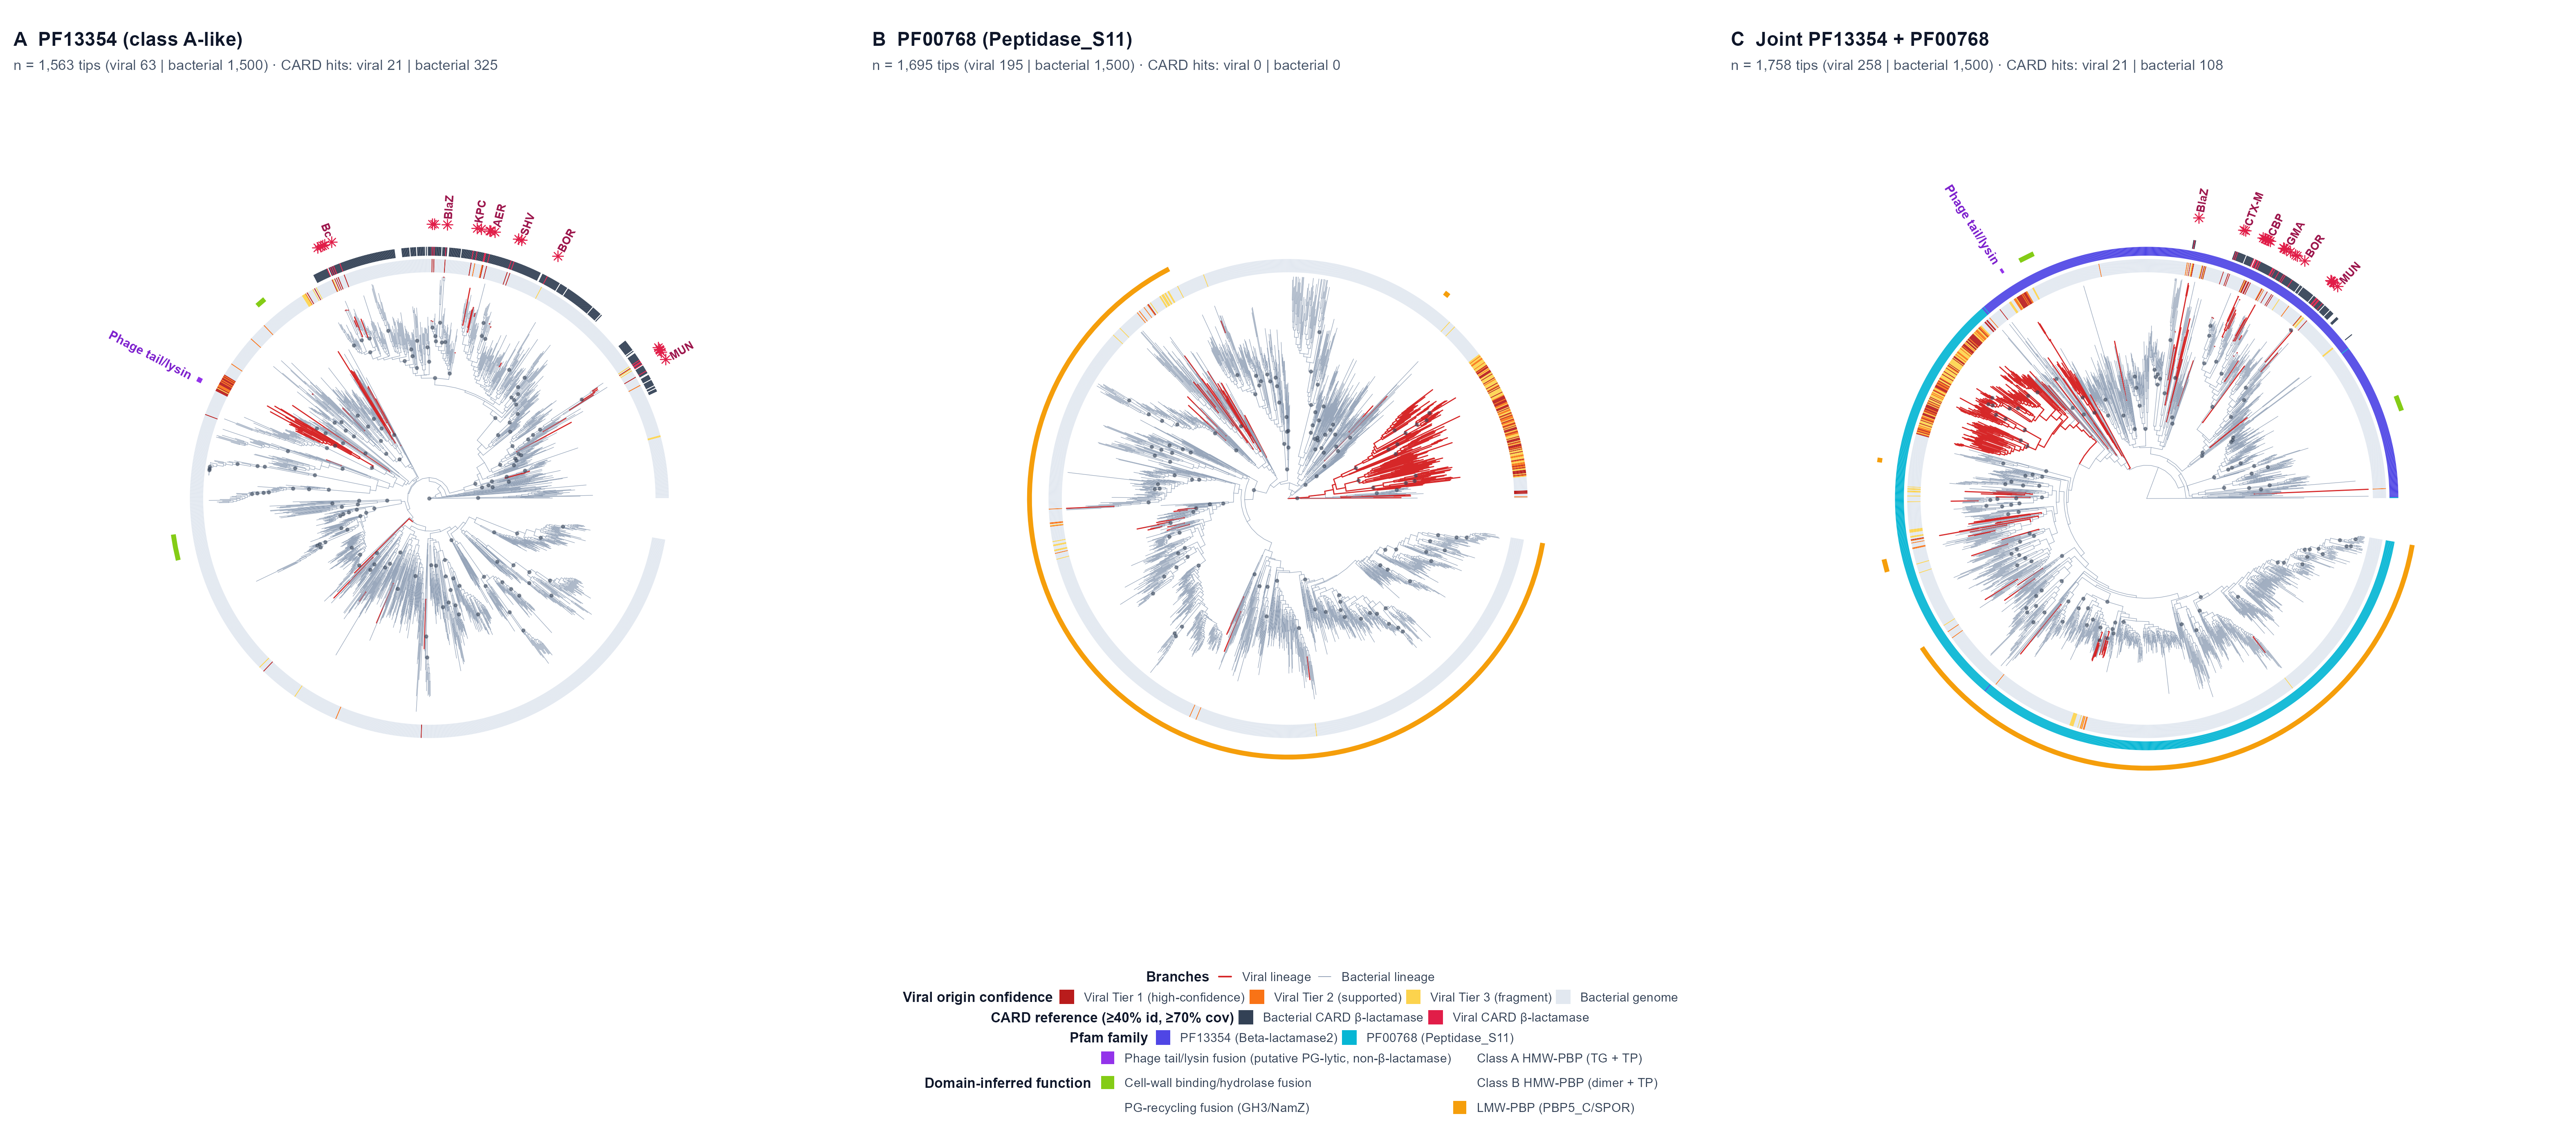 A PF13354 (class A-like)
n = 1,563 tips (viral 63 | bacterial 1,500) · CARD hits: viral 21 | bacterial 325
Bc
BlaZ
KPC
AER
SHV
BOR
MUN
Phage tail/lysin
B PF00768 (Peptidase_S11)
n = 1,695 tips (viral 195 | bacterial 1,500) · CARD hits: viral 0 | bacterial 0
C Joint PF13354 + PF00768
n = 1,758 tips (viral 258 | bacterial 1,500) · CARD hits: viral 21 | bacterial 108
Phage tail/lysin
BlaZ
CTX-M
CBP
GMA
BOR
MUN
Branches Viral lineage Bacterial lineage
Viral origin confidence Viral Tier 1 (high-confidence) Viral Tier 2 (supported) Viral Tier 3 (fragment) Bacterial genome
CARD reference (≥40% id, ≥70% cov) Bacterial CARD β-lactamase Viral CARD β-lactamase
Pfam family PF13354 (Beta-lactamase2) PF00768 (Peptidase_S11)
Phage tail/lysin fusion (putative PG-lytic, non-β-lactamase) Class A HMW-PBP (TG + TP)
Domain-inferred function Cell-wall binding/hydrolase fusion Class B HMW-PBP (dimer + TP)
PG-recycling fusion (GH3/NamZ) LMW-PBP (PBP5_C/SPOR)